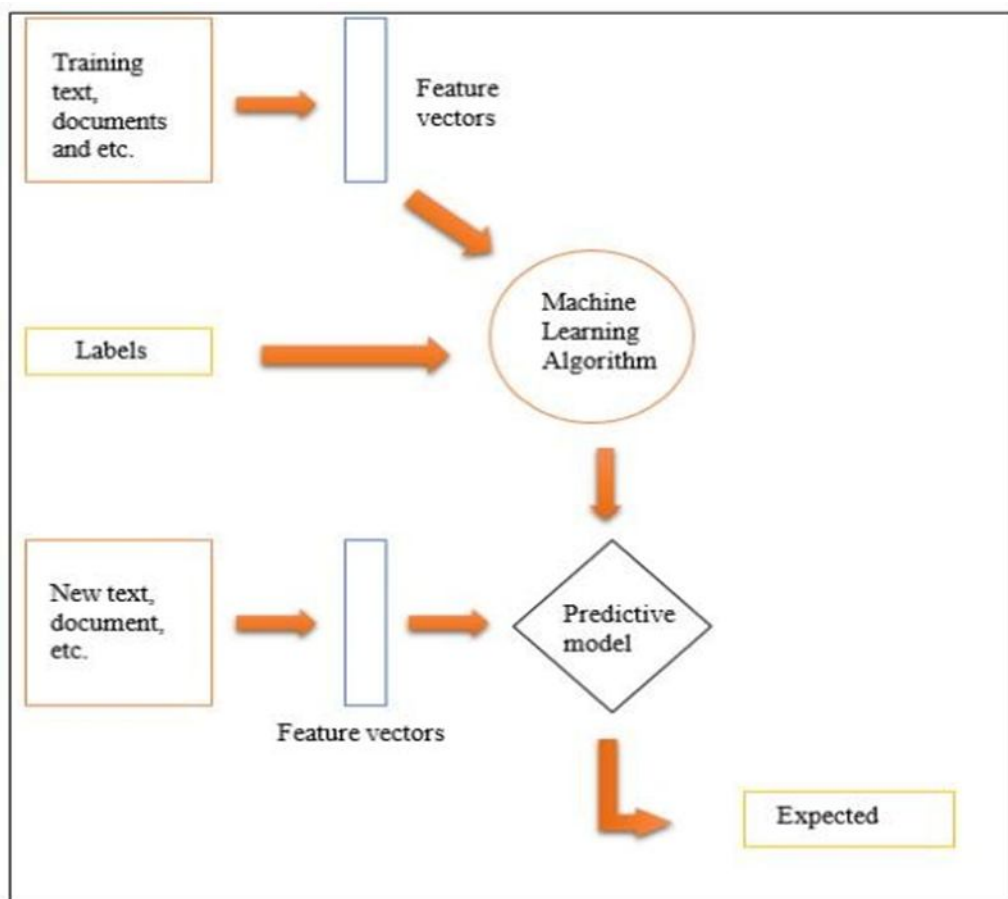 Training
text,
documents
and etc.
Feature
vectors
Machine
Learning
Algorithm
Labels
New text,
document,
etc.
Feature vectors
Predictive
model
Expected